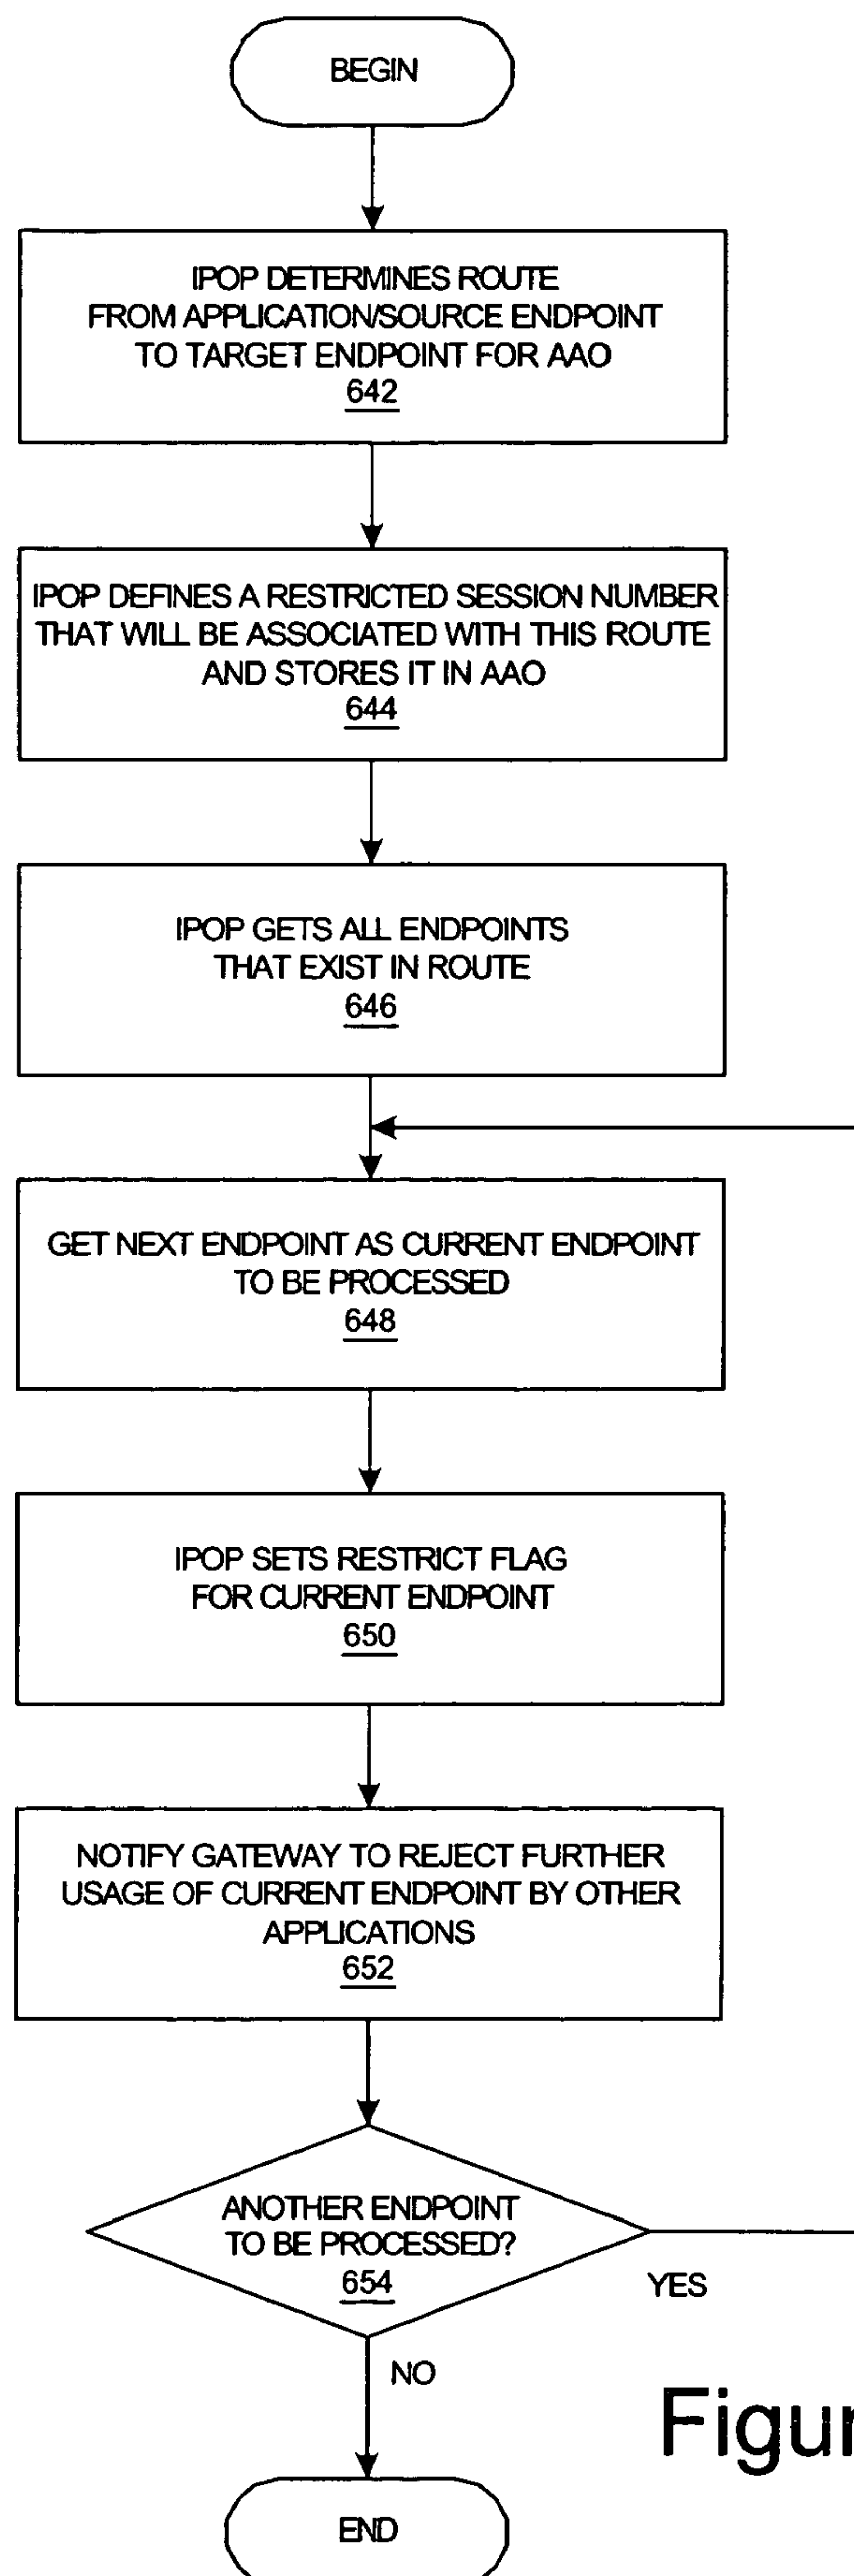 BEGIN
IPOP DETERMINES ROUTE
FROM APPLICATION/SOURCE ENDPOINT
TO TARGET ENDPOINT FOR AAO
642
IPOP DEFINES A RESTRICTED SESSION NUMBER
THAT WILL BE ASSOCIATED WITH THIS ROUTE
AND STORES IT IN AAO
644
IPOP GETS ALL ENDPOINTS
THAT EXIST IN ROUTE
646
GET NEXT ENDPOINT AS CURRENT ENDPOINT
TO BE PROCESSED
648
IPOP SETS RESTRICT FLAG
FOR CURRENT ENDPOINT
650
NOTIFY GATEWAY TO REJECT FURTHER
USAGE OF CURRENT ENDPOINT BY OTHER
APPLICATIONS
652
ANOTHER ENDPOINT
TO BE PROCESSED?
654
YES
NO
END